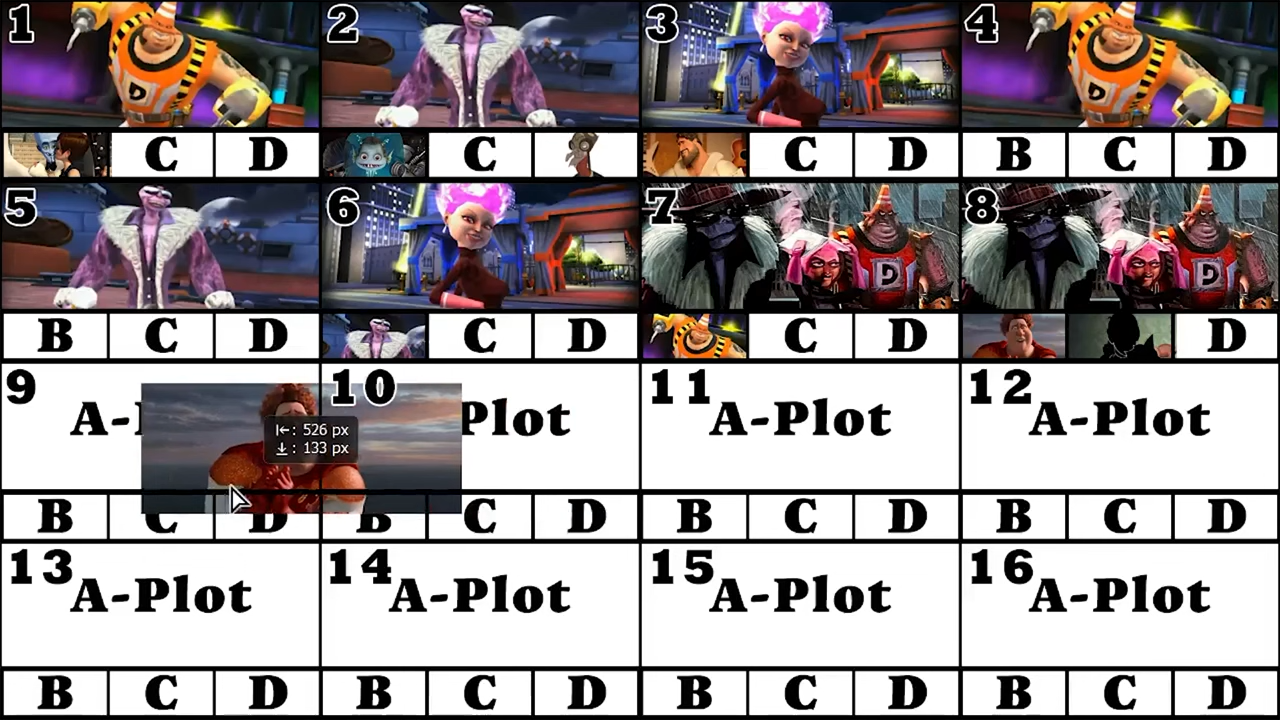 1 2 3 4
D D
C D C C D B C D
5 6 7 8
D D
B C D C D C D D
9 10 11 12
A-Pl Plot A-Plot A-Plot
526 px
133 px
B C D B C D B C D B C D
13 14 15 16
A-Plot A-Plot A-Plot A-Plot
B C D B C D B C D B C D